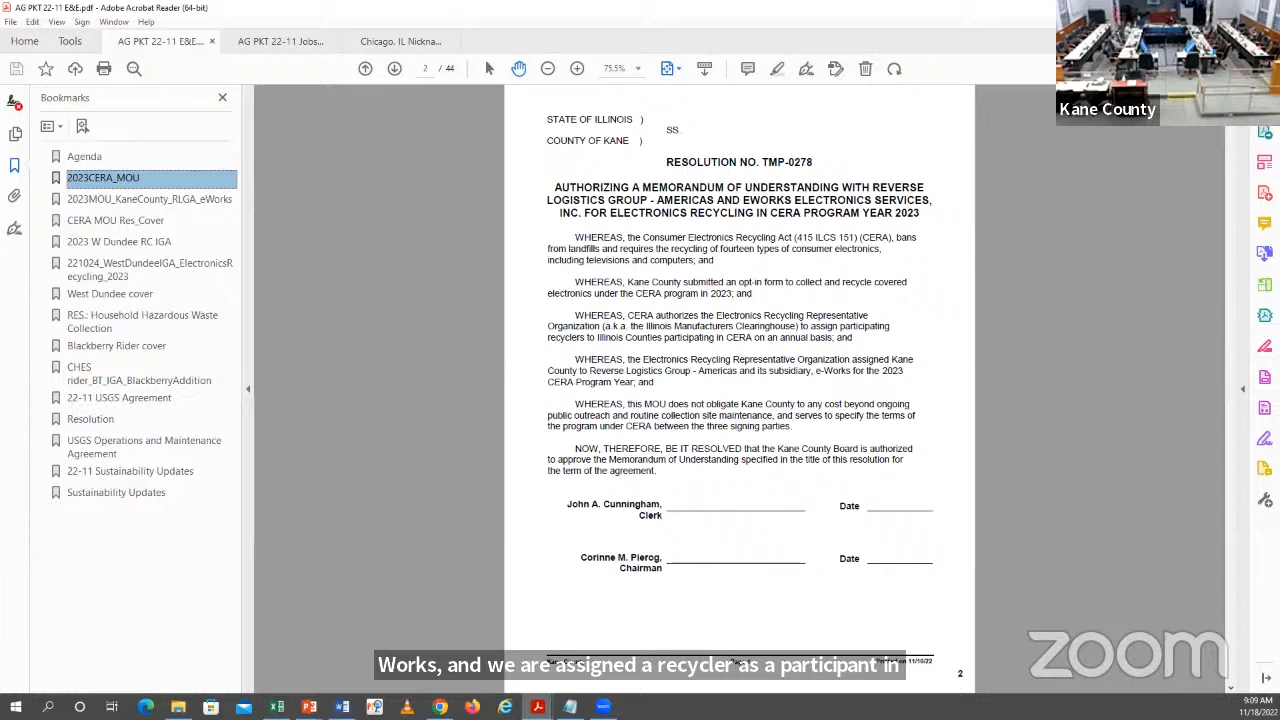 AG PKT 22-11 E&E.pdf - Adobe Acrobat Reader (64-bit)
File Edit View Sign Window Help
Home Tools AG PKT 22-11 E&E... × AG PKT 22-11 Jobs... Chicago, IL Nickna...
2 / 44 75.5%
Kane County
Bookmarks
Agenda
2023CERA_MOU
2023MOU_KaneCounty_RLGA_eWorks
CERA MOU Res_Cover
2023 W Dundee RC IGA
221024_WestDundeeIGA_ElectronicsR
ecycling_2023
West Dundee cover
RES.: Household Hazardous Waste
Collection
Blackberry Rider cover
CHES
rider_BT_IGA_BlackberryAddition
22-11 USGS Agreement
Resolution
USGS Operations and Maintenance
Agreement
22-11 Sustainability Updates
Sustainability Updates
STATE OF ILLINOIS )
SS.
COUNTY OF KANE )
RESOLUTION NO. TMP-0278
AUTHORIZING A MEMORANDUM OF UNDERSTANDING WITH REVERSE
LOGISTICS GROUP - AMERICAS AND EWORKS ELECTRONICS SERVICES,
INC. FOR ELECTRONICS RECYCLING IN CERA PROGRAM YEAR 2023
WHEREAS, the Consumer Electronics Recycling Act (415 ILCS 151) (CERA), bans
from landfills and requires the recycling of fourteen types of consumer electronics,
including televisions and computers; and
WHEREAS, Kane County submitted an opt-in form to collect and recycle covered
electronics under the CERA program in 2023; and
WHEREAS, CERA authorizes the Electronics Recycling Representative
Organization (a.k.a. the Illinois Manufacturers Clearinghouse) to assign participating
recyclers to Illinois Counties participating in CERA on an annual basis; and
WHEREAS, the Electronics Recycling Representative Organization assigned Kane
County to Reverse Logistics Group - Americas and its subsidiary, e-Works for the 2023
CERA Program Year; and
WHEREAS, this MOU does not obligate Kane County to any cost beyond ongoing
public outreach and routine collection site maintenance, and serves to specify the terms of
the program under CERA between the three signing parties.
NOW, THEREFORE, BE IT RESOLVED that the Kane County Board is authorized
to approve the Memorandum of Understanding specified in the title of this resolution for
the term of the agreement.
John A. Cunningham, Date
Clerk
Corinne M. Pierog, Date
Chairman
Works, and we are assigned a recycler as a participant in
on 11/10/22
2
zoom
9:09 AM
11/18/2022